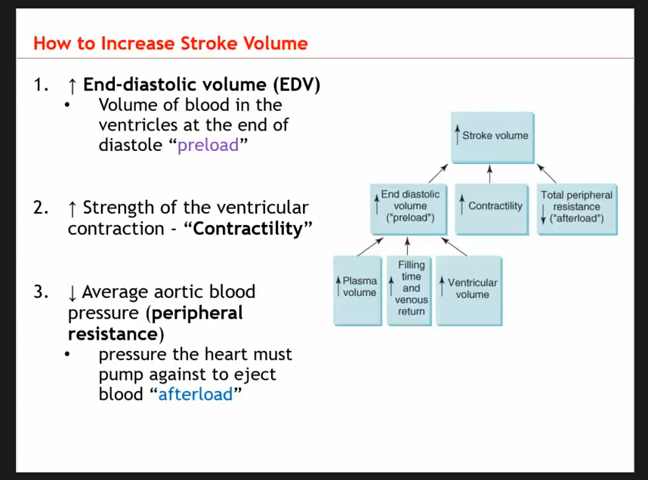 How to Increase Stroke Volume
1. ↑ End-diastolic volume (EDV)
• Volume of blood in the
ventricles at the end of
diastole “preload”
2. ↑ Strength of the ventricular
contraction - “Contractility”
3. ↓ Average aortic blood
pressure (peripheral
resistance)
• pressure the heart must
pump against to eject
blood “afterload”
↑ Stroke volume
↑ End diastolic
volume
("preload")
↑ Contractility
Total peripheral
resistance
↓ ("afterload")
↑ Plasma
volume
↑ Filling
time
and
venous
return
↑ Ventricular
volume